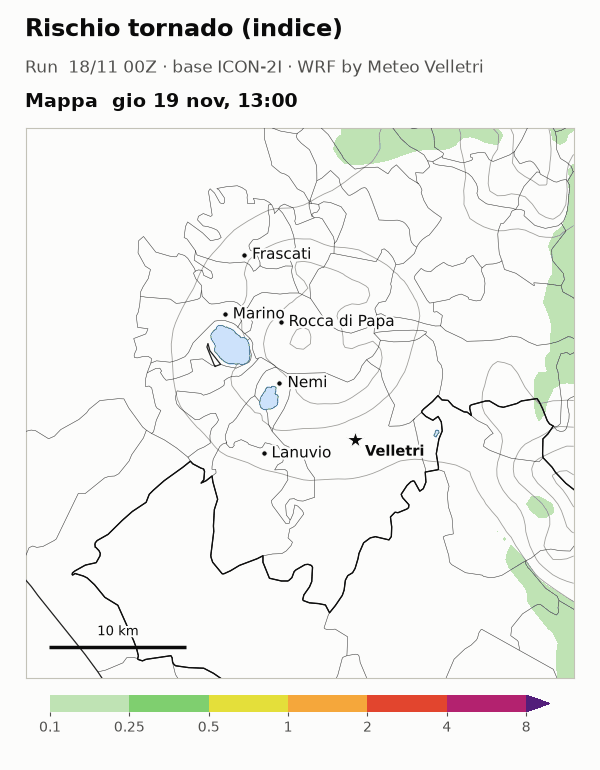 Rischio tornado (indice)
Run  18/11 00Z · base ICON-2I · WRF by Meteo Velletri
Mappa  gio 19 nov, 13:00
Frascati
Marino
Rocca di Papa
Nemi
Velletri
Lanuvio
10 km
0.1 0.25 0.5 1 2 4 8